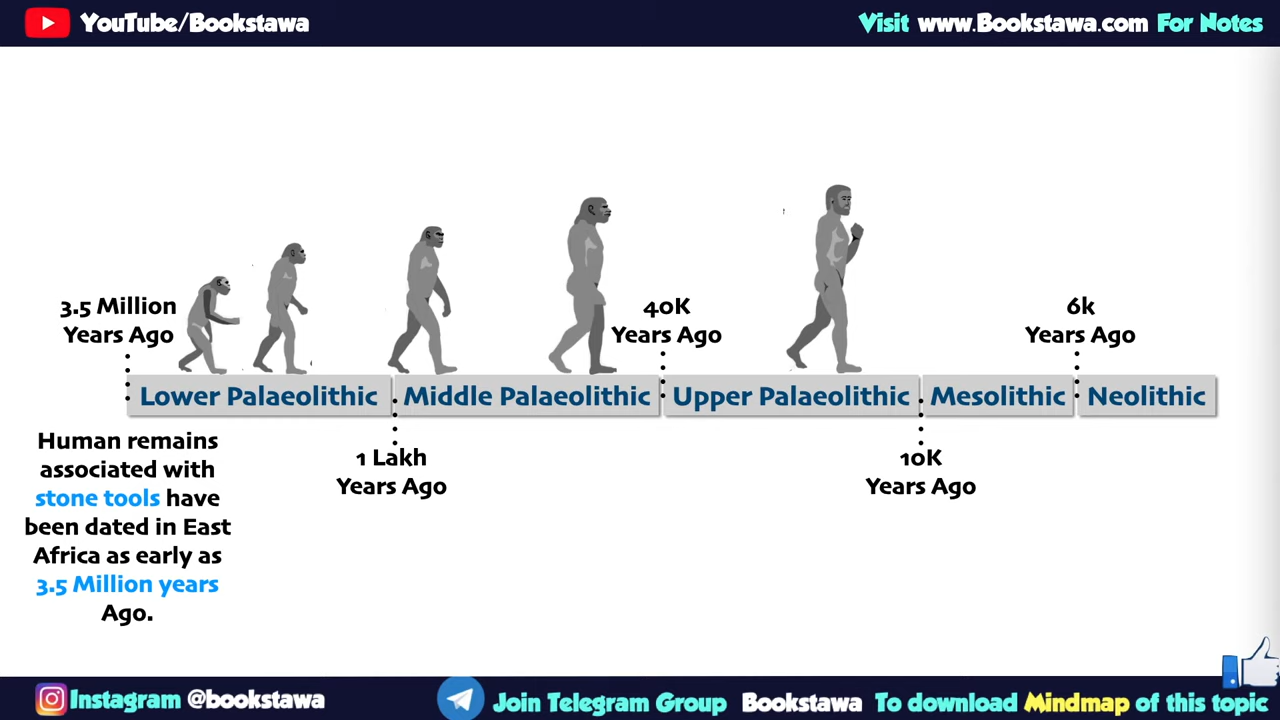 YouTube/Bookstawa
Visit www.Bookstawa.com For Notes
3.5 Million
Years Ago
40K
Years Ago
6k
Years Ago
Lower Palaeolithic
Middle Palaeolithic
Upper Palaeolithic
Mesolithic
Neolithic
1 Lakh
Years Ago
10K
Years Ago
Human remains
associated with
stone tools have
been dated in East
Africa as early as
3.5 Million years
Ago.
Instagram @bookstawa
Join Telegram Group Bookstawa To download Mindmap of this topic